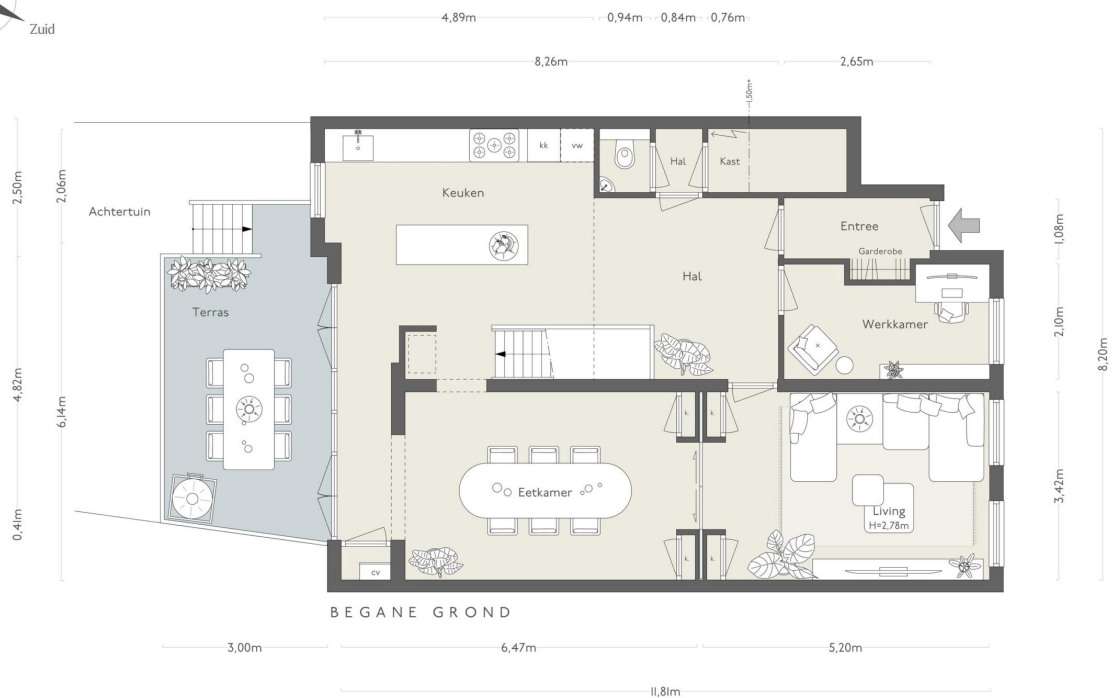 Zuid
4,89m
0,94m
0,84m
0,76m
8,26m
2,65m
1,50m*
2,50m
2,06m
kk
vw
Hal
Kast
Keuken
Achtertuin
Entree
1,08m
Garderobe
Hal
Terras
Werkkamer
2,10m
8,20m
4,82m
6,14m
k.
k.
3,42m
Eetkamer
Living
H=2,78m
0,41m
k.
k.
cv
BEGANE GROND
3,00m
6,47m
5,20m
11,81m